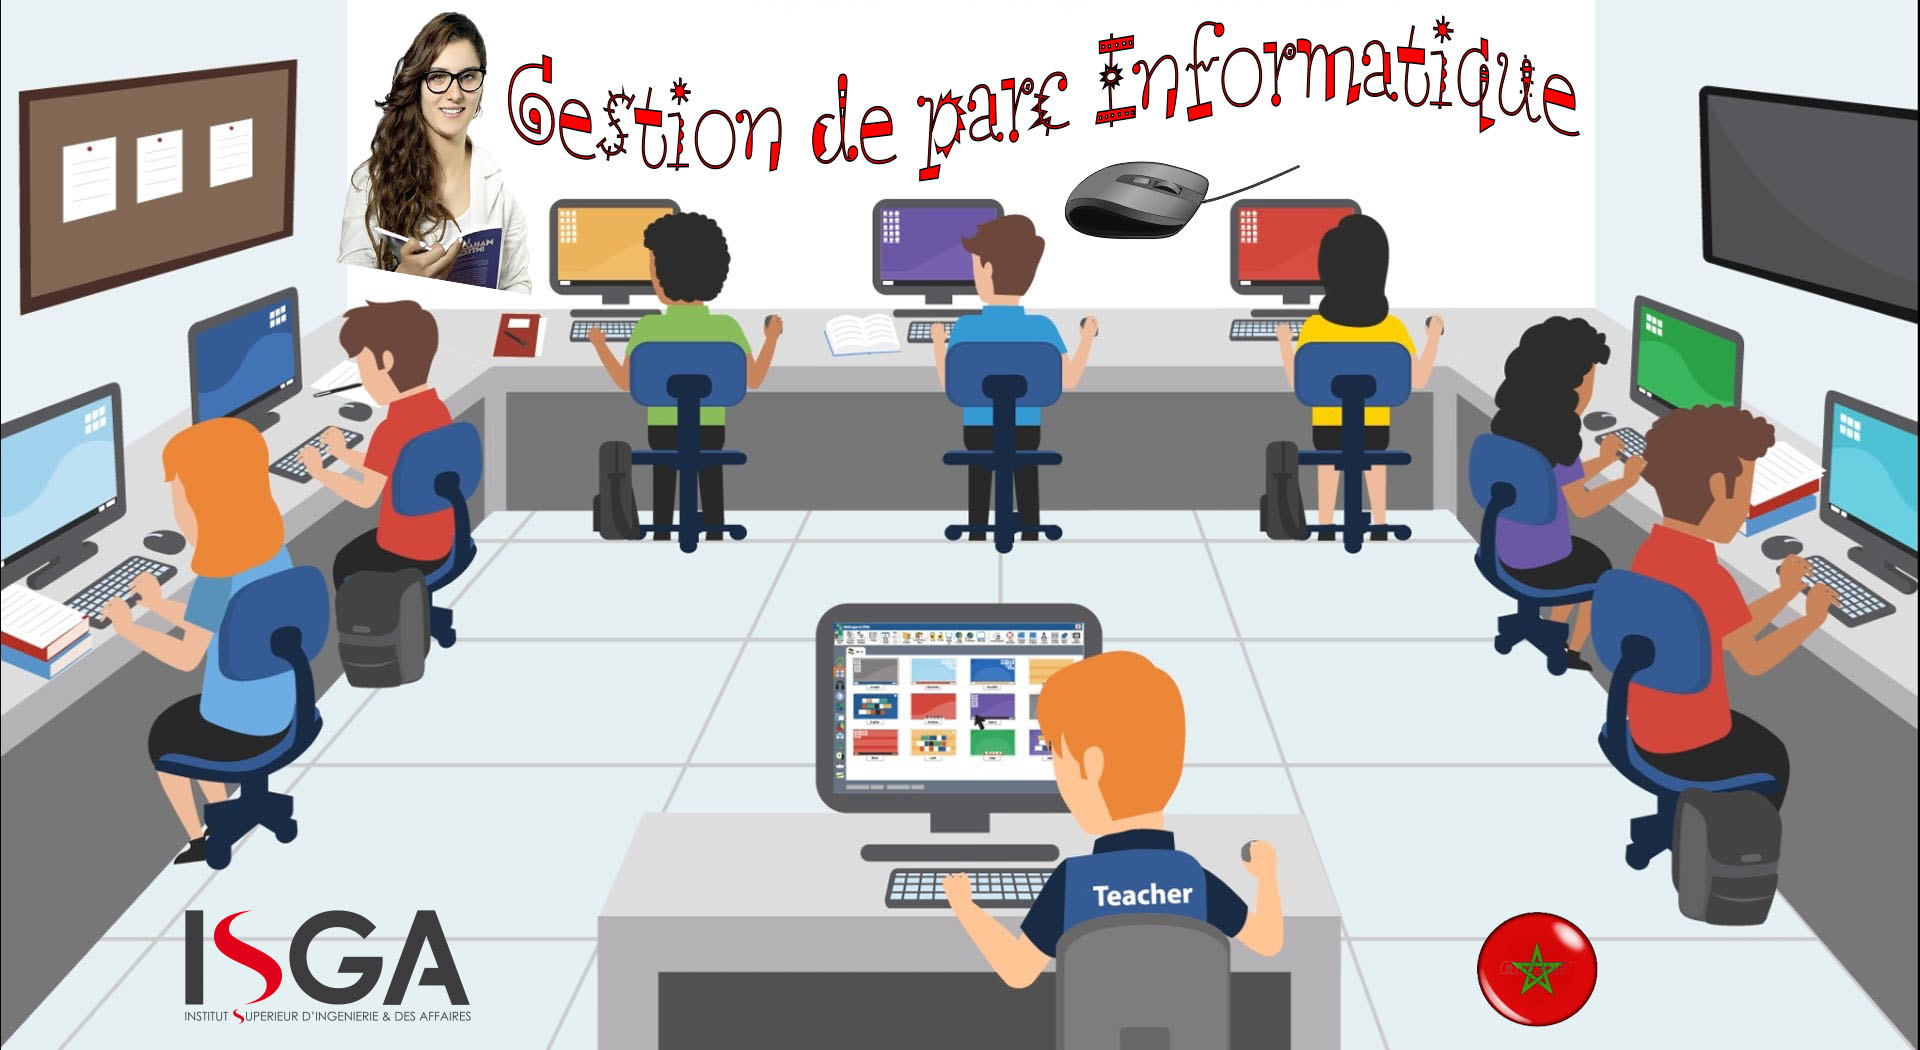 Gestion de parc Informatique
Teacher
ISGA
INSTITUT SUPERIEUR D'INGENIERIE & DES AFFAIRES